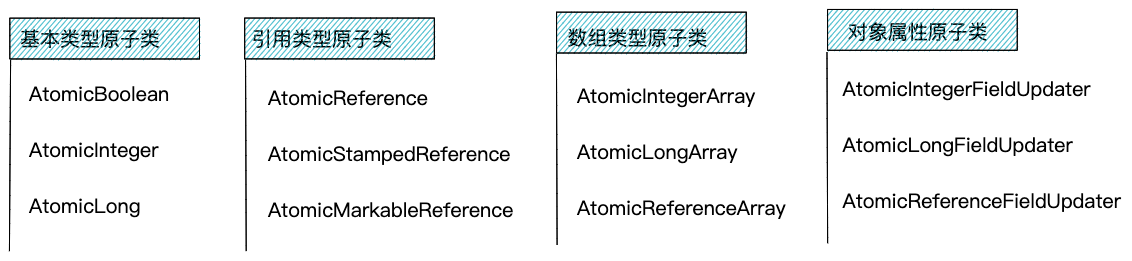 基本类型原子类
AtomicBoolean
AtomicInteger
AtomicLong
引用类型原子类
AtomicReference
AtomicStampedReference
AtomicMarkableReference
数组类型原子类
AtomicIntegerArray
AtomicLongArray
AtomicReferenceArray
对象属性原子类
AtomicIntegerFieldUpdater
AtomicLongFieldUpdater
AtomicReferenceFieldUpdater